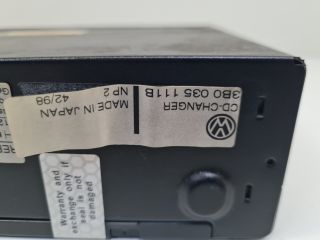 CD-CHANGER
3B0 035 111B
MADE IN JAPAN
NP 2
42/98
Warranty and
exchange only if
seal is not
damaged